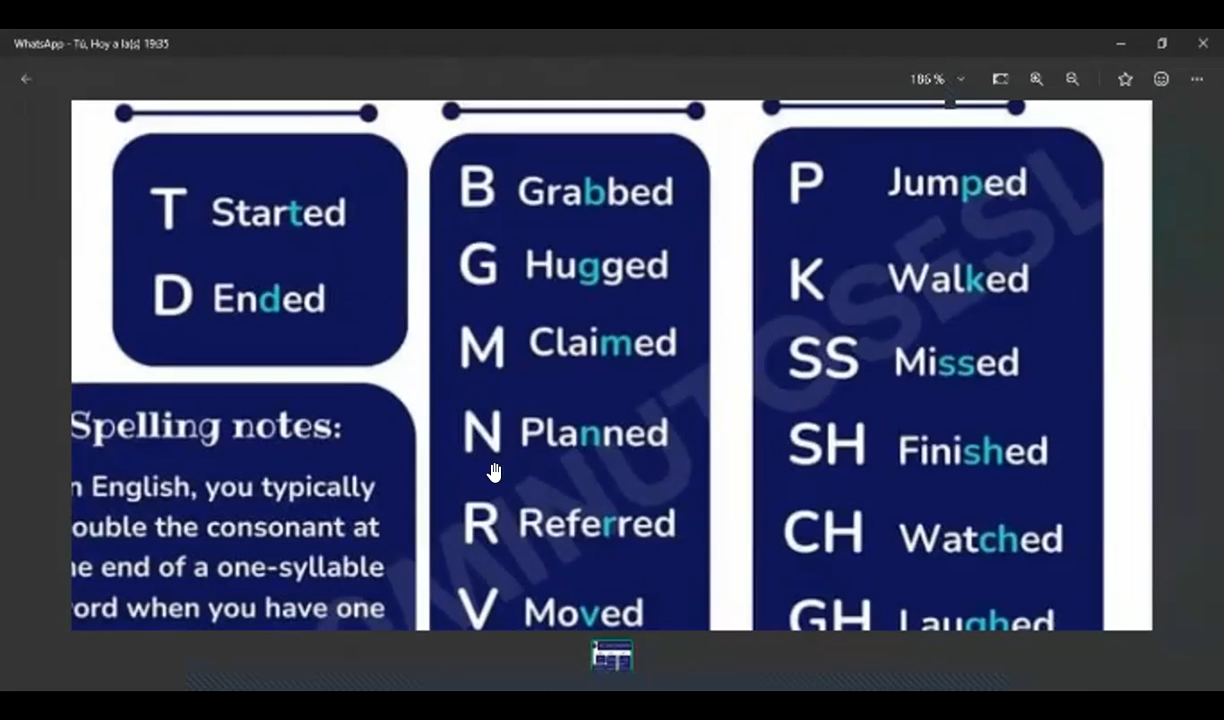 WhatsApp - Tú, Hoy a la(s) 19:35
186 %
T Started
D Ended
Spelling notes:
n English, you typically
ouble the consonant at
he end of a one-syllable
ord when you have one
B Grabbed
G Hugged
M Claimed
N Planned
R Referred
V Moved
P Jumped
K Walked
SS Missed
SH Finished
CH Watched
GH Laughed
OMINUTOSESL